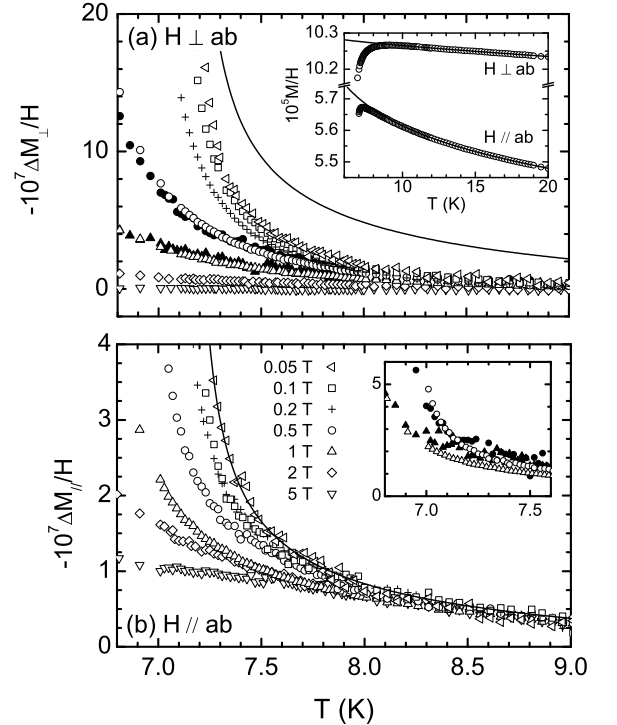 (a) H ⊥ ab
-10⁷ΔM⊥/H
20
10
0
10⁵M/H
10.3
10.2
5.7
5.6
5.5
H ⊥ ab
H // ab
10 15 20
T (K)
-10⁷ΔM///H
4
3
2
1
0
0.05 T
0.1 T
0.2 T
0.5 T
1 T
2 T
5 T
5
0
7.0 7.5
(b) H // ab
7.0 7.5 8.0 8.5 9.0
T (K)